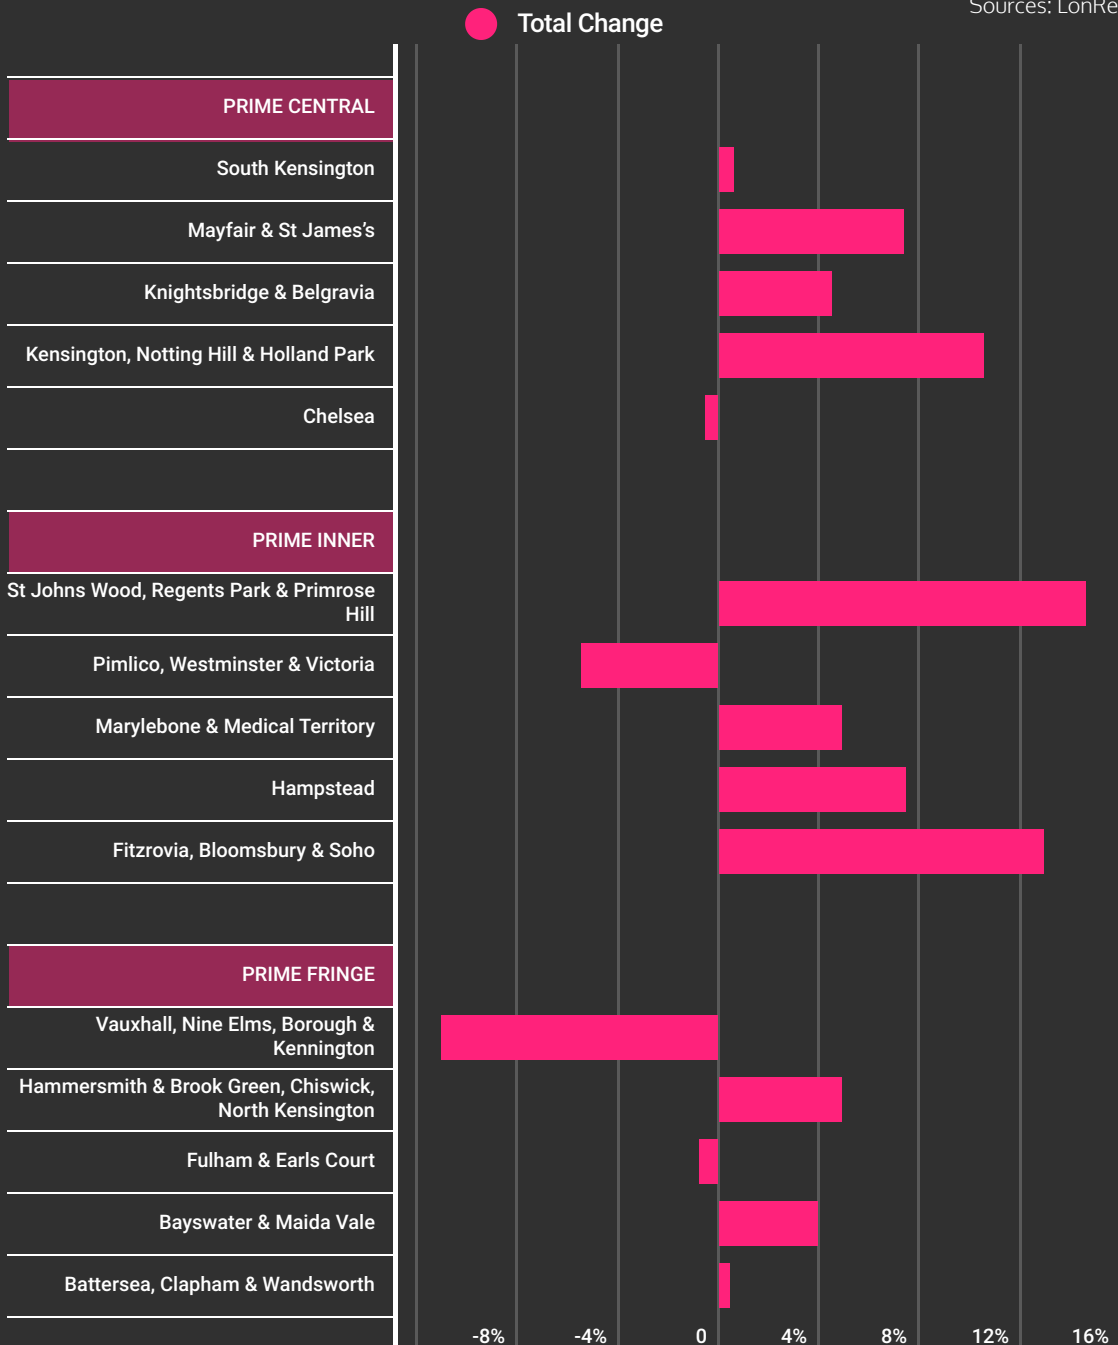 Sources: LonRe
Total Change
PRIME CENTRAL
South Kensington
Mayfair & St James’s
Knightsbridge & Belgravia
Kensington, Notting Hill & Holland Park
Chelsea
PRIME INNER
St Johns Wood, Regents Park & Primrose
Hill
Pimlico, Westminster & Victoria
Marylebone & Medical Territory
Hampstead
Fitzrovia, Bloomsbury & Soho
PRIME FRINGE
Vauxhall, Nine Elms, Borough &
Kennington
Hammersmith & Brook Green, Chiswick,
North Kensington
Fulham & Earls Court
Bayswater & Maida Vale
Battersea, Clapham & Wandsworth
-8% -4% 0 4% 8% 12% 16%